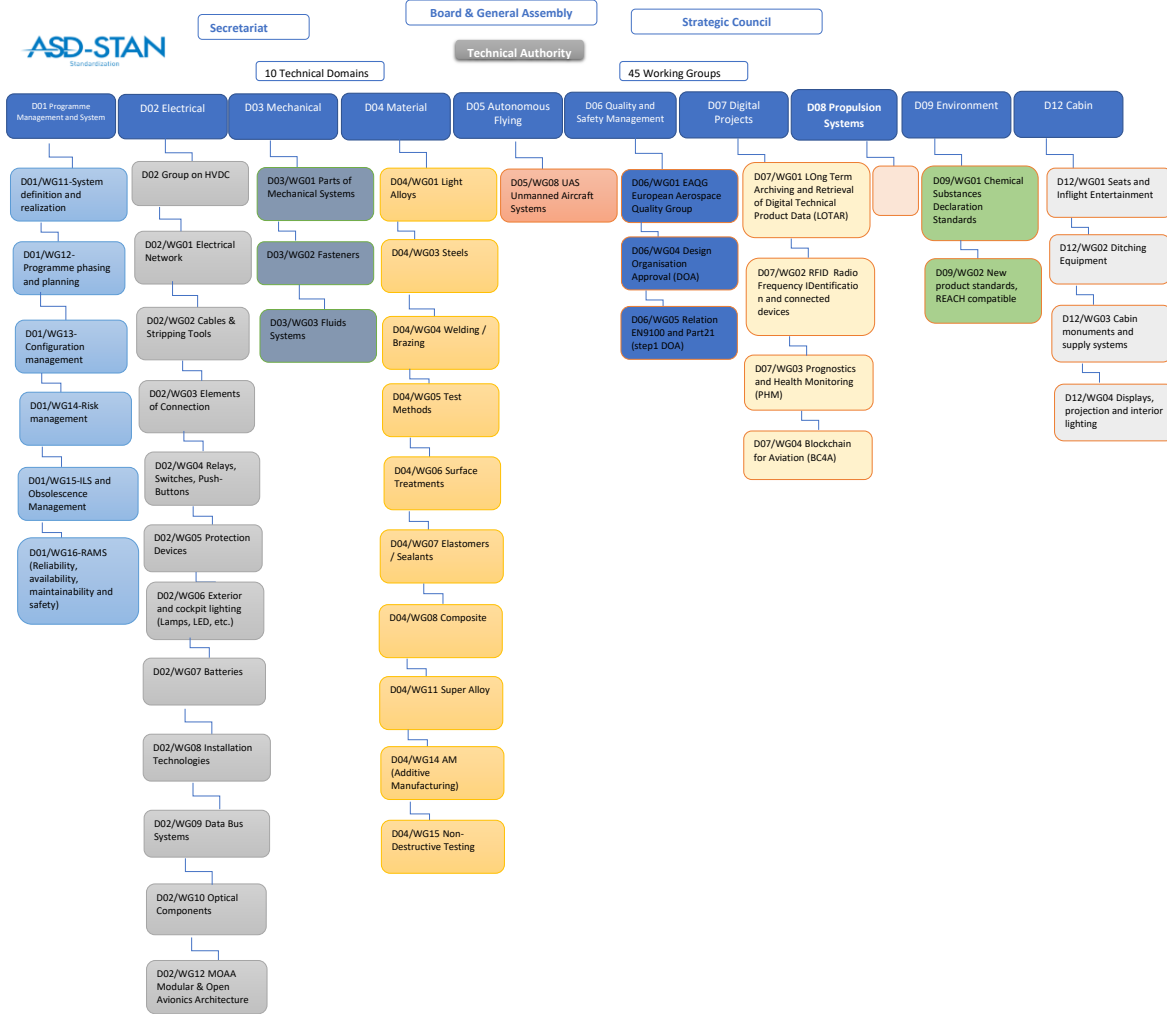 Board & General Assembly
Secretariat
Strategic Council
ASD-STAN
Standardization
Technical Authority
10 Technical Domains
45 Working Groups
D01 Programme
Management and System
D02 Electrical
D03 Mechanical
D04 Material
D05 Autonomous
Flying
D06 Quality and
Safety Management
D07 Digital
Projects
D08 Propulsion
Systems
D09 Environment
D12 Cabin
D01/WG11-System
definition and
realization
D01/WG12-
Programme phasing
and planning
D01/WG13-
Configuration
management
D01/WG14-Risk
management
D01/WG15-ILS and
Obsolescence
Management
D01/WG16-RAMS
(Reliability,
availability,
maintainability and
safety)
D02 Group on HVDC
D02/WG01 Electrical
Network
D02/WG02 Cables &
Stripping Tools
D02/WG03 Elements
of Connection
D02/WG04 Relays,
Switches, Push-
Buttons
D02/WG05 Protection
Devices
D02/WG06 Exterior
and cockpit lighting
(Lamps, LED, etc.)
D02/WG07 Batteries
D02/WG08 Installation
Technologies
D02/WG09 Data Bus
Systems
D02/WG10 Optical
Components
D02/WG12 MOAA
Modular & Open
Avionics Architecture
D03/WG01 Parts of
Mechanical Systems
D03/WG02 Fasteners
D03/WG03 Fluids
Systems
D04/WG01 Light
Alloys
D04/WG03 Steels
D04/WG04 Welding /
Brazing
D04/WG05 Test
Methods
D04/WG06 Surface
Treatments
D04/WG07 Elastomers
/ Sealants
D04/WG08 Composite
D04/WG11 Super Alloy
D04/WG14 AM
(Additive
Manufacturing)
D04/WG15 Non-
Destructive Testing
D05/WG08 UAS
Unmanned Aircraft
Systems
D06/WG01 EAQG
European Aerospace
Quality Group
D06/WG04 Design
Organisation
Approval (DOA)
D06/WG05 Relation
EN9100 and Part21
(step1 DOA)
D07/WG01 LOng Term
Archiving and Retrieval
of Digital Technical
Product Data (LOTAR)
D07/WG02 RFID Radio
Frequency IDentificatio
n and connected
devices
D07/WG03 Prognostics
and Health Monitoring
(PHM)
D07/WG04 Blockchain
for Aviation (BC4A)
D09/WG01 Chemical
Substances
Declaration
Standards
D09/WG02 New
product standards,
REACH compatible
D12/WG01 Seats and
Inflight Entertainment
D12/WG02 Ditching
Equipment
D12/WG03 Cabin
monuments and
supply systems
D12/WG04 Displays,
projection and interior
lighting